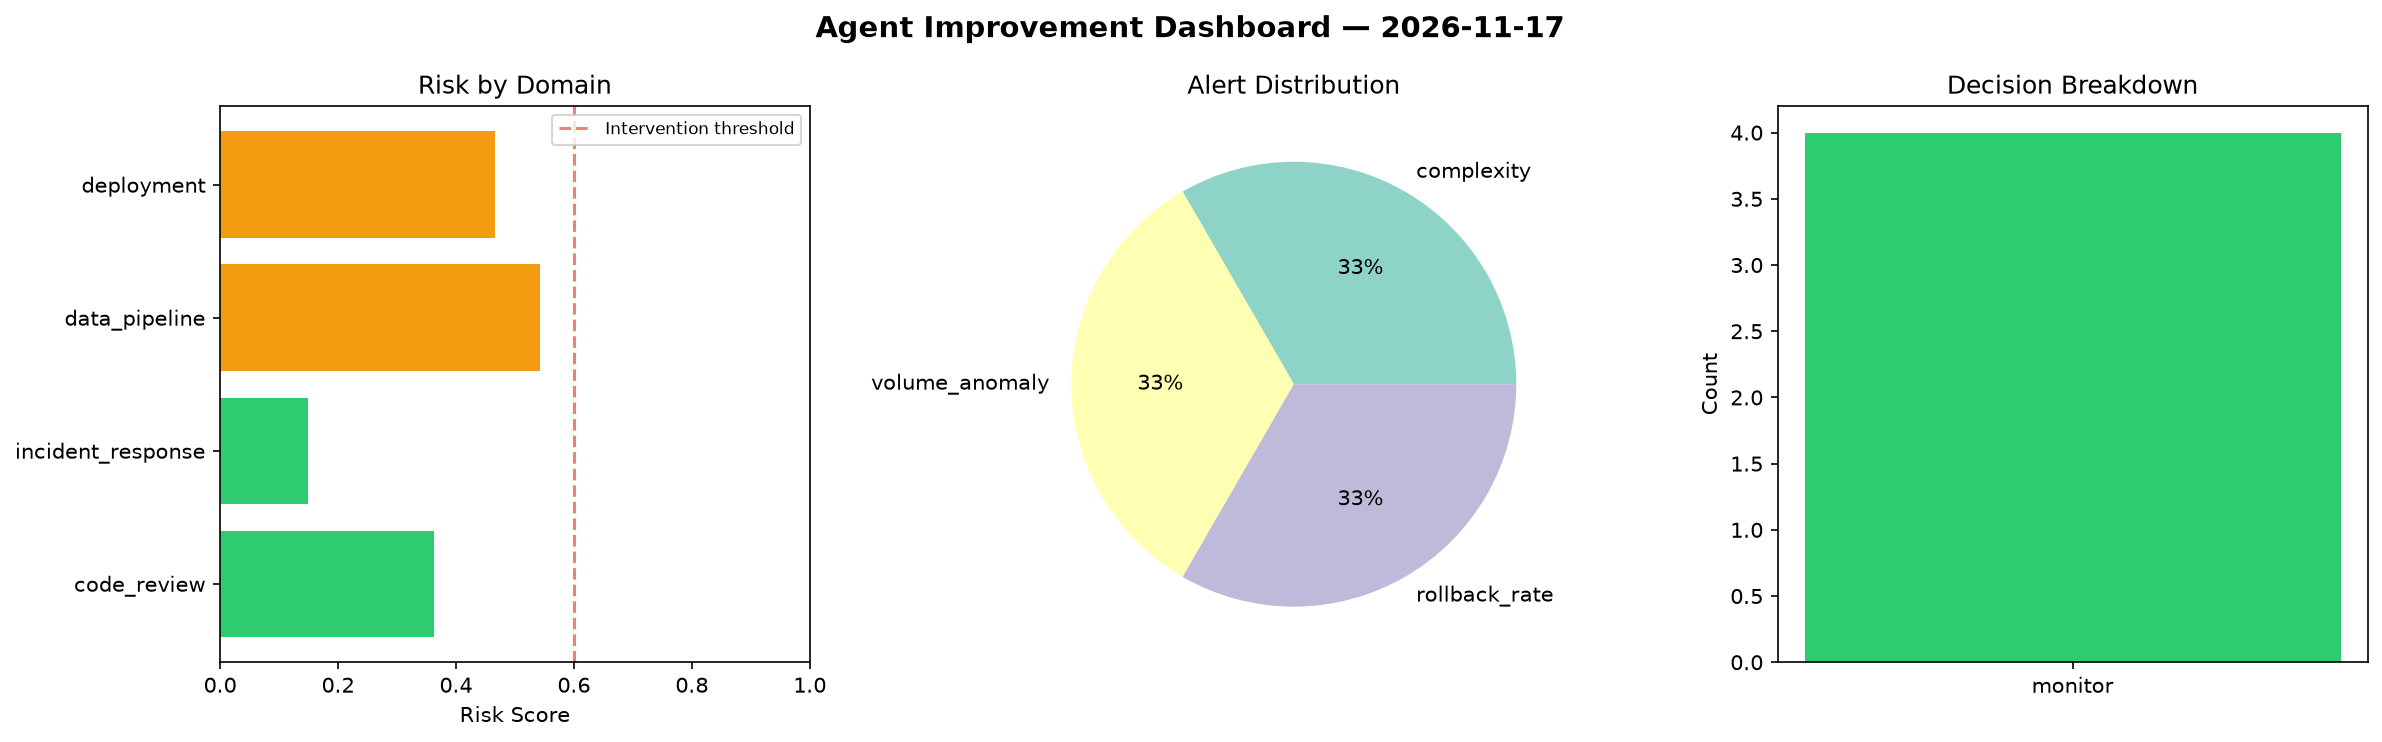 Agent Improvement Dashboard — 2026-11-17
Risk by Domain
Intervention threshold
deployment
data_pipeline
incident_response
code_review
0.0 0.2 0.4 0.6 0.8 1.0
Risk Score
Alert Distribution
complexity
33%
volume_anomaly
33%
33%
rollback_rate
Decision Breakdown
4.0
3.5
3.0
2.5
2.0
1.5
1.0
0.5
0.0
Count
monitor